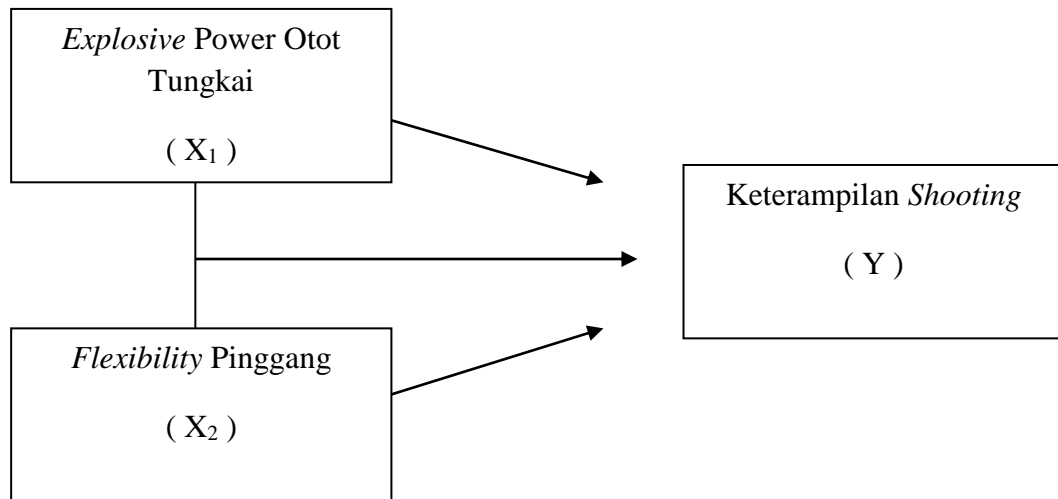 Explosive Power Otot
Tungkai
( X₁ )
Keterampilan Shooting
( Y )
Flexibility Pinggang
( X₂ )